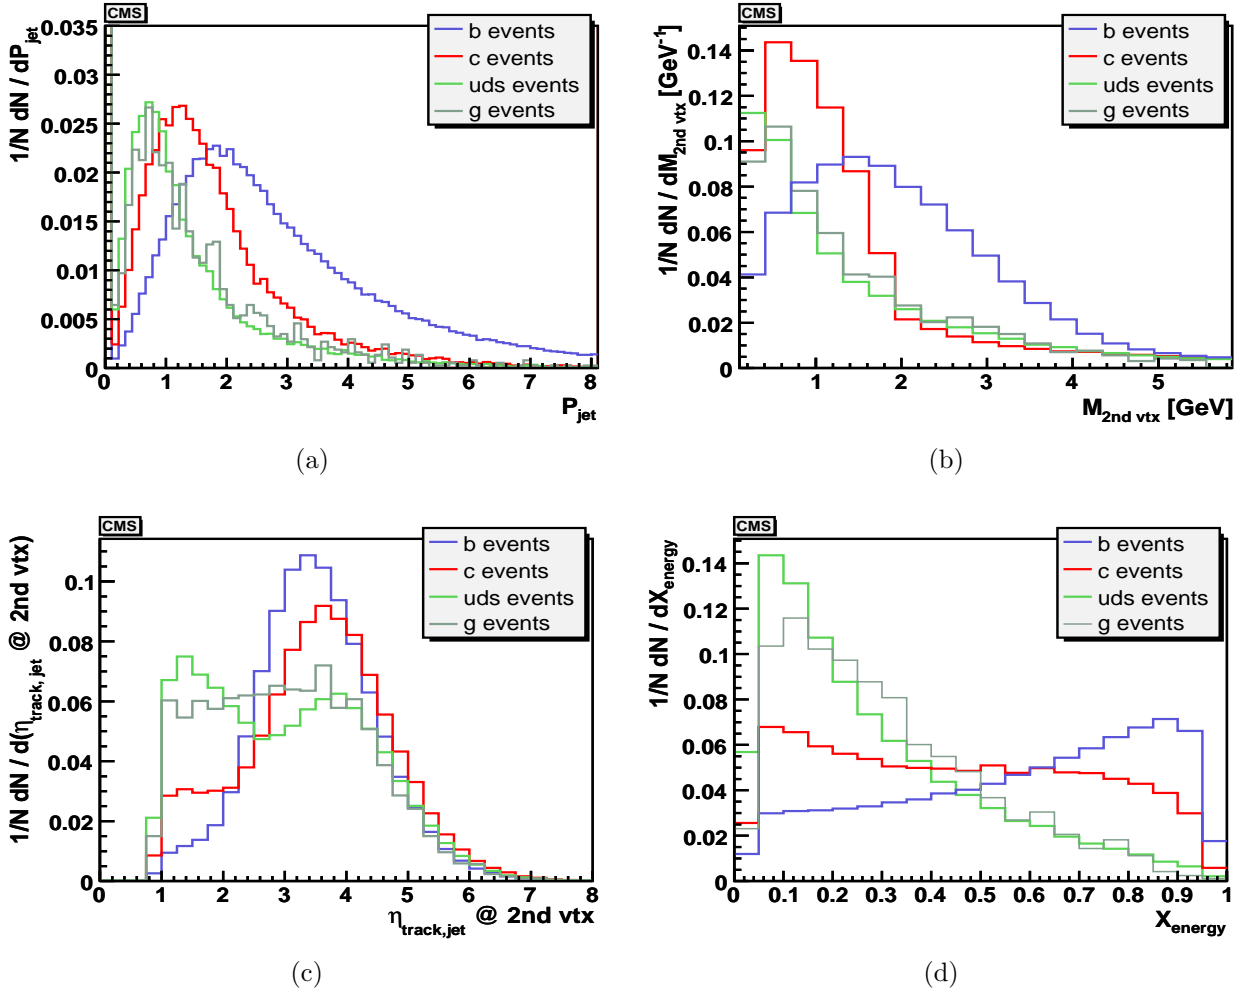 CMS
1/N dN / dP_jet
0.035
0.03
0.025
0.02
0.015
0.01
0.005
0
0 1 2 3 4 5 6 7 8
P_jet
b events
c events
uds events
g events
(a)
CMS
1/N dN / dM_2nd vtx [GeV⁻¹]
0.14
0.12
0.1
0.08
0.06
0.04
0.02
0
1 2 3 4 5
M_2nd vtx [GeV]
b events
c events
uds events
g events
(b)
CMS
1/N dN / d(η_track, jet @ 2nd vtx)
0.1
0.08
0.06
0.04
0.02
0
0 1 2 3 4 5 6 7 8
η_track,jet @ 2nd vtx
b events
c events
uds events
g events
(c)
CMS
1/N dN / dX_energy
0.14
0.12
0.1
0.08
0.06
0.04
0.02
0
0 0.1 0.2 0.3 0.4 0.5 0.6 0.7 0.8 0.9 1
X_energy
b events
c events
uds events
g events
(d)